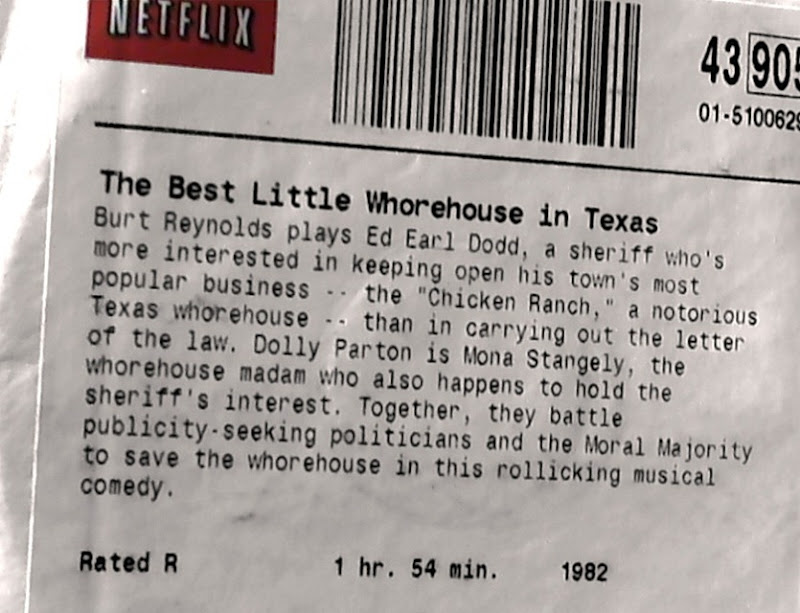 NETFLIX
43 905
01-5100629
The Best Little Whorehouse in Texas
Burt Reynolds plays Ed Earl Dodd, a sheriff who's
more interested in keeping open his town's most
popular business -- the "Chicken Ranch," a notorious
Texas whorehouse -- than in carrying out the letter
of the law. Dolly Parton is Mona Stangely, the
whorehouse madam who also happens to hold the
sheriff's interest. Together, they battle
publicity-seeking politicians and the Moral Majority
to save the whorehouse in this rollicking musical
comedy.
Rated R 1 hr. 54 min. 1982